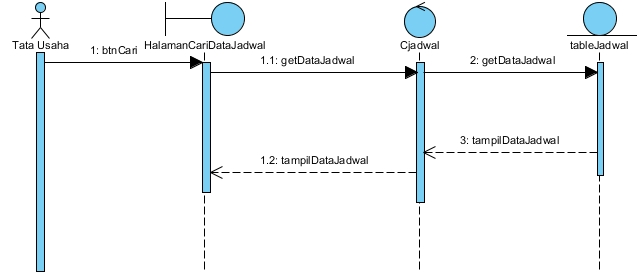 Tata Usaha
HalamanCariDataJadwal
Cjadwal
tableJadwal
1: btnCari
1.1: getDataJadwal
2: getDataJadwal
3: tampilDataJadwal
1.2: tampilDataJadwal